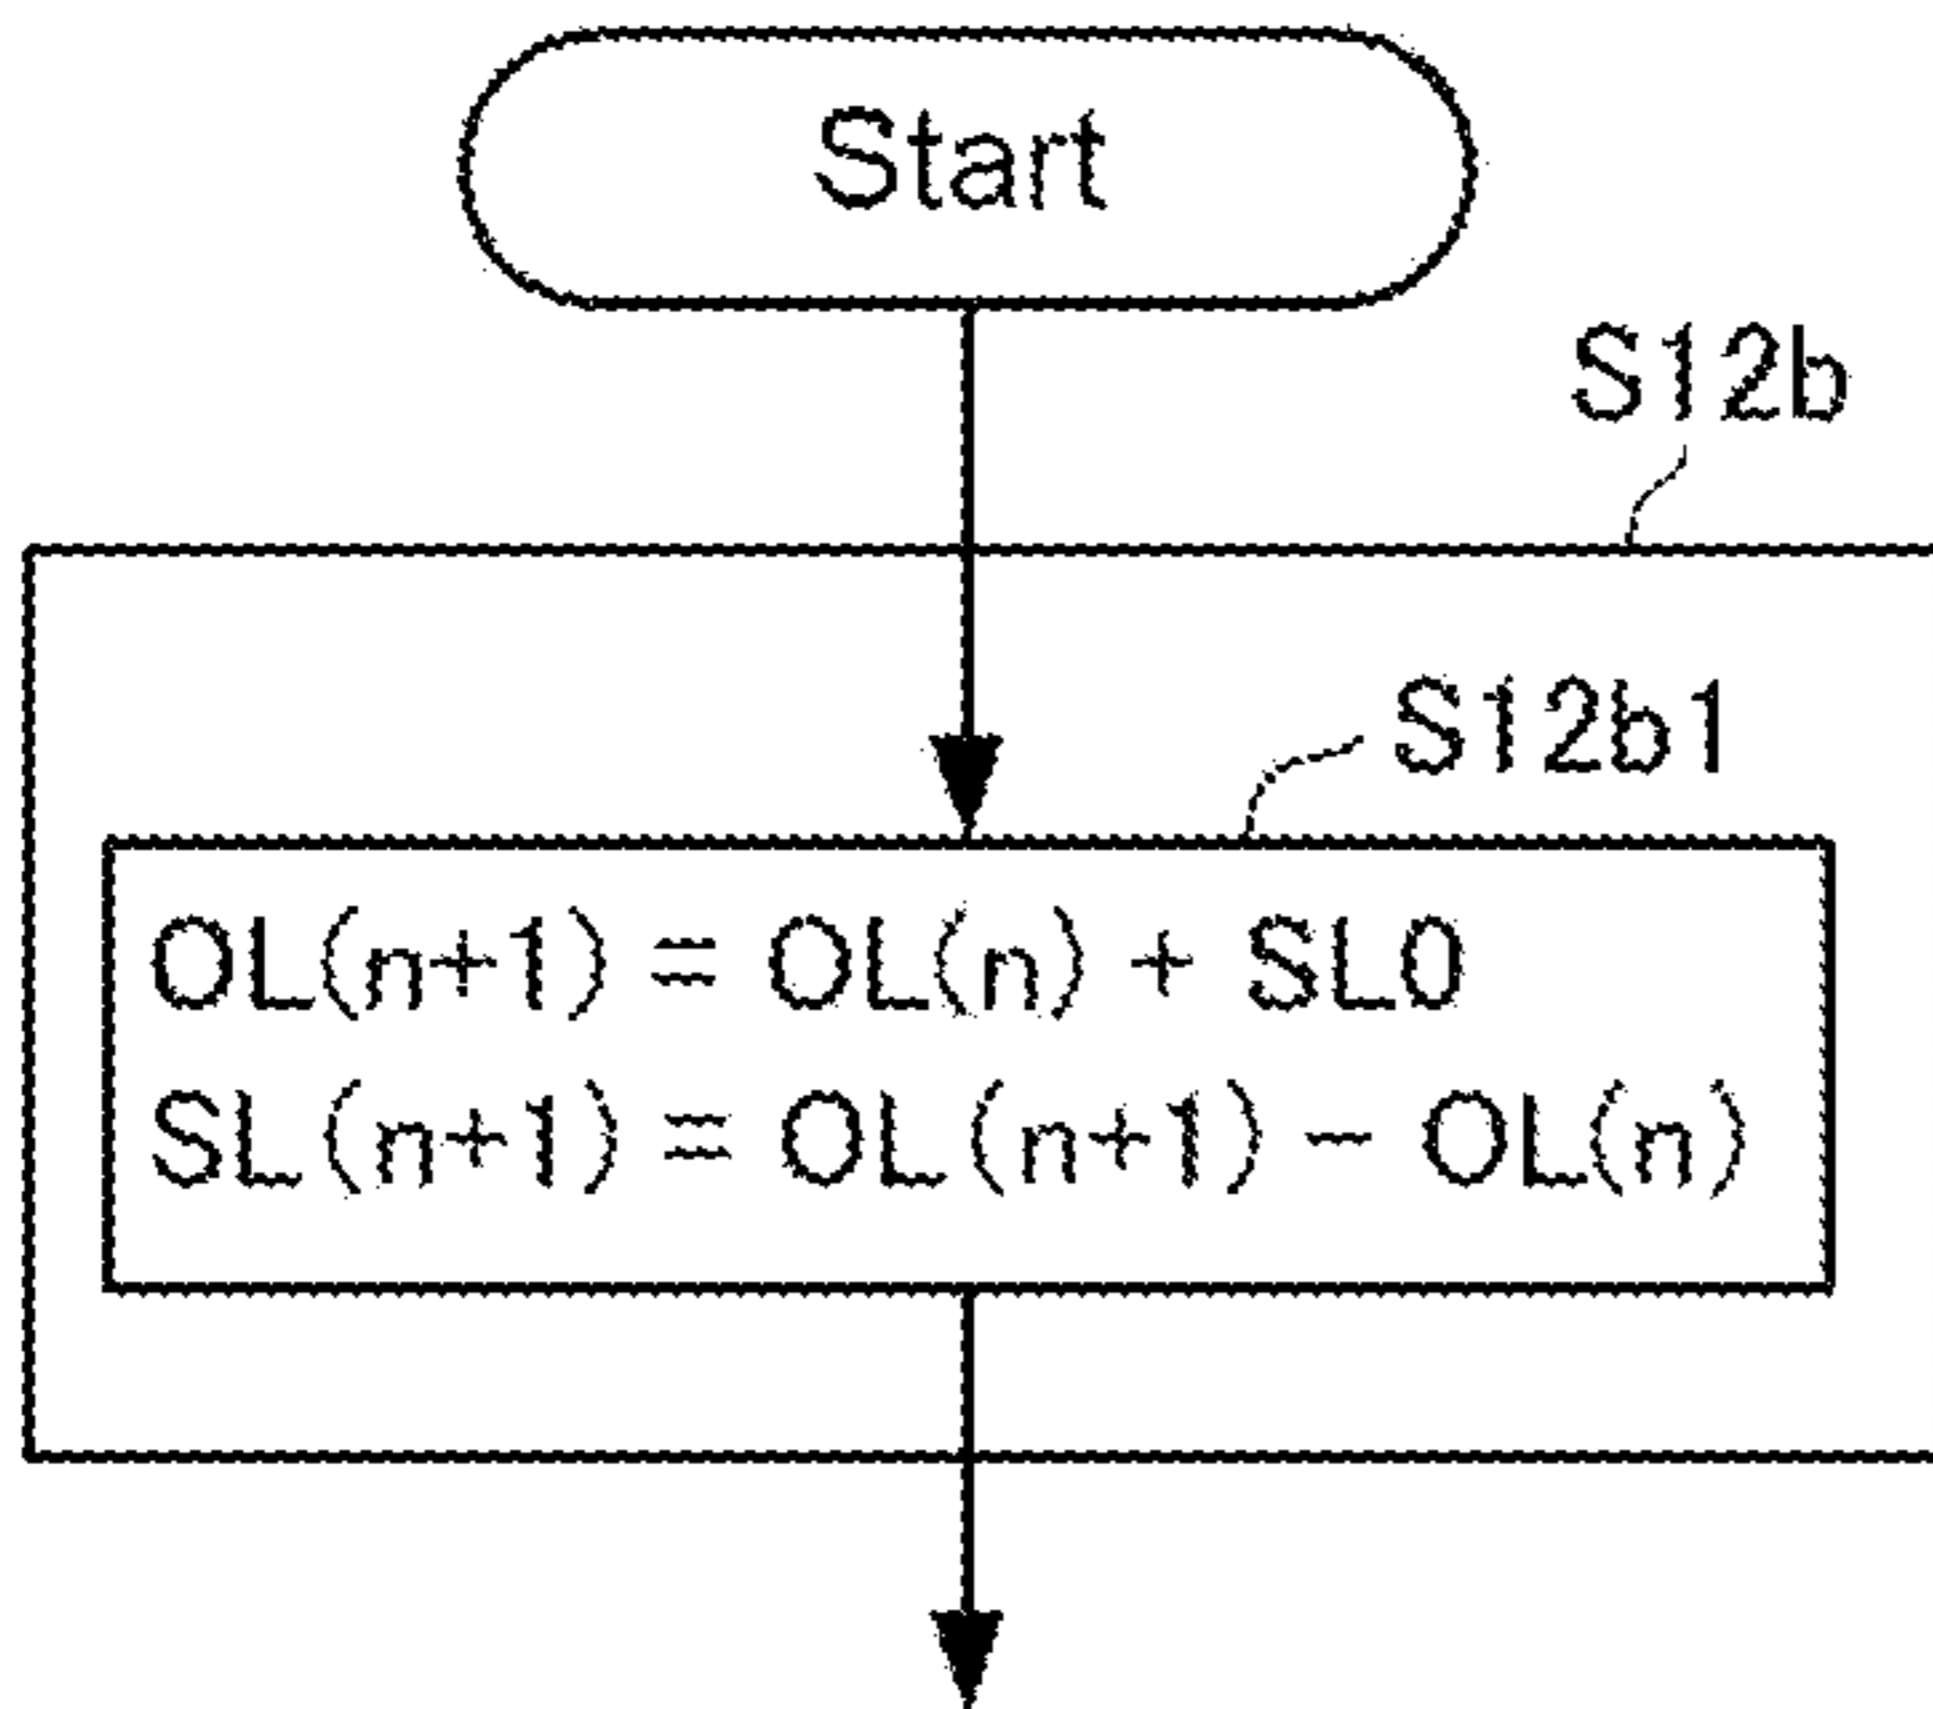 Start
S12b
S12b1
OL(n+1) = OL(n) + SL0
SL(n+1) = OL(n+1) - OL(n)